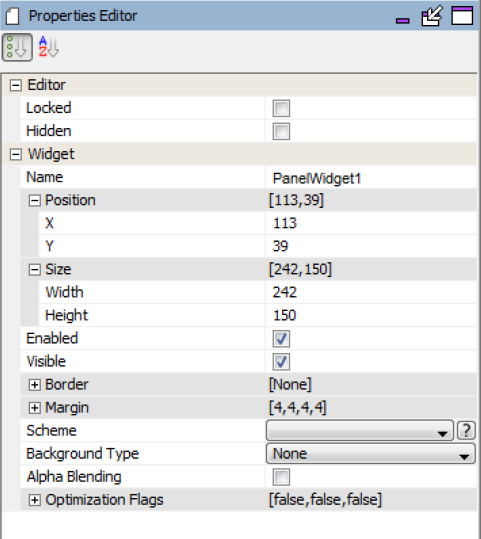 Properties Editor
A
Z
Editor
Locked
Hidden
Widget
Name PanelWidget1
Position [113,39]
X 113
Y 39
Size [242,150]
Width 242
Height 150
Enabled
Visible
Border [None]
Margin [4,4,4,4]
Scheme ?
Background Type None
Alpha Blending
Optimization Flags [false,false,false]